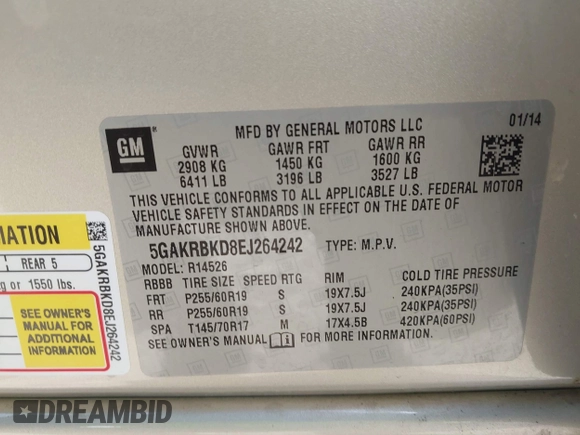 GM ®
MFD BY GENERAL MOTORS LLC
01/14
GVWR GAWR FRT GAWR RR
2908 KG 1450 KG 1600 KG
6411 LB 3196 LB 3527 LB
THIS VEHICLE CONFORMS TO ALL APPLICABLE U.S. FEDERAL MOTOR
VEHICLE SAFETY STANDARDS IN EFFECT ON THE DATE OF
MANUFACTURE SHOWN ABOVE.
5GAKRBKD8EJ264242 TYPE: M.P.V.
MODEL: R14526
RBBB TIRE SIZE SPEED RTG RIM COLD TIRE PRESSURE
FRT P255/60R19 S 19X7.5J 240KPA(35PSI)
RR P255/60R19 S 19X7.5J 240KPA(35PSI)
SPA T145/70R17 M 17X4.5B 420KPA(60PSI)
SEE OWNER'S MANUAL FOR MORE INFORMATION.
MATION
REAR 5
or 1550 lbs.
SEE OWNER'S
MANUAL FOR
ADDITIONAL
INFORMATION
5GAKRBKD8EJ264242
DREAMBID